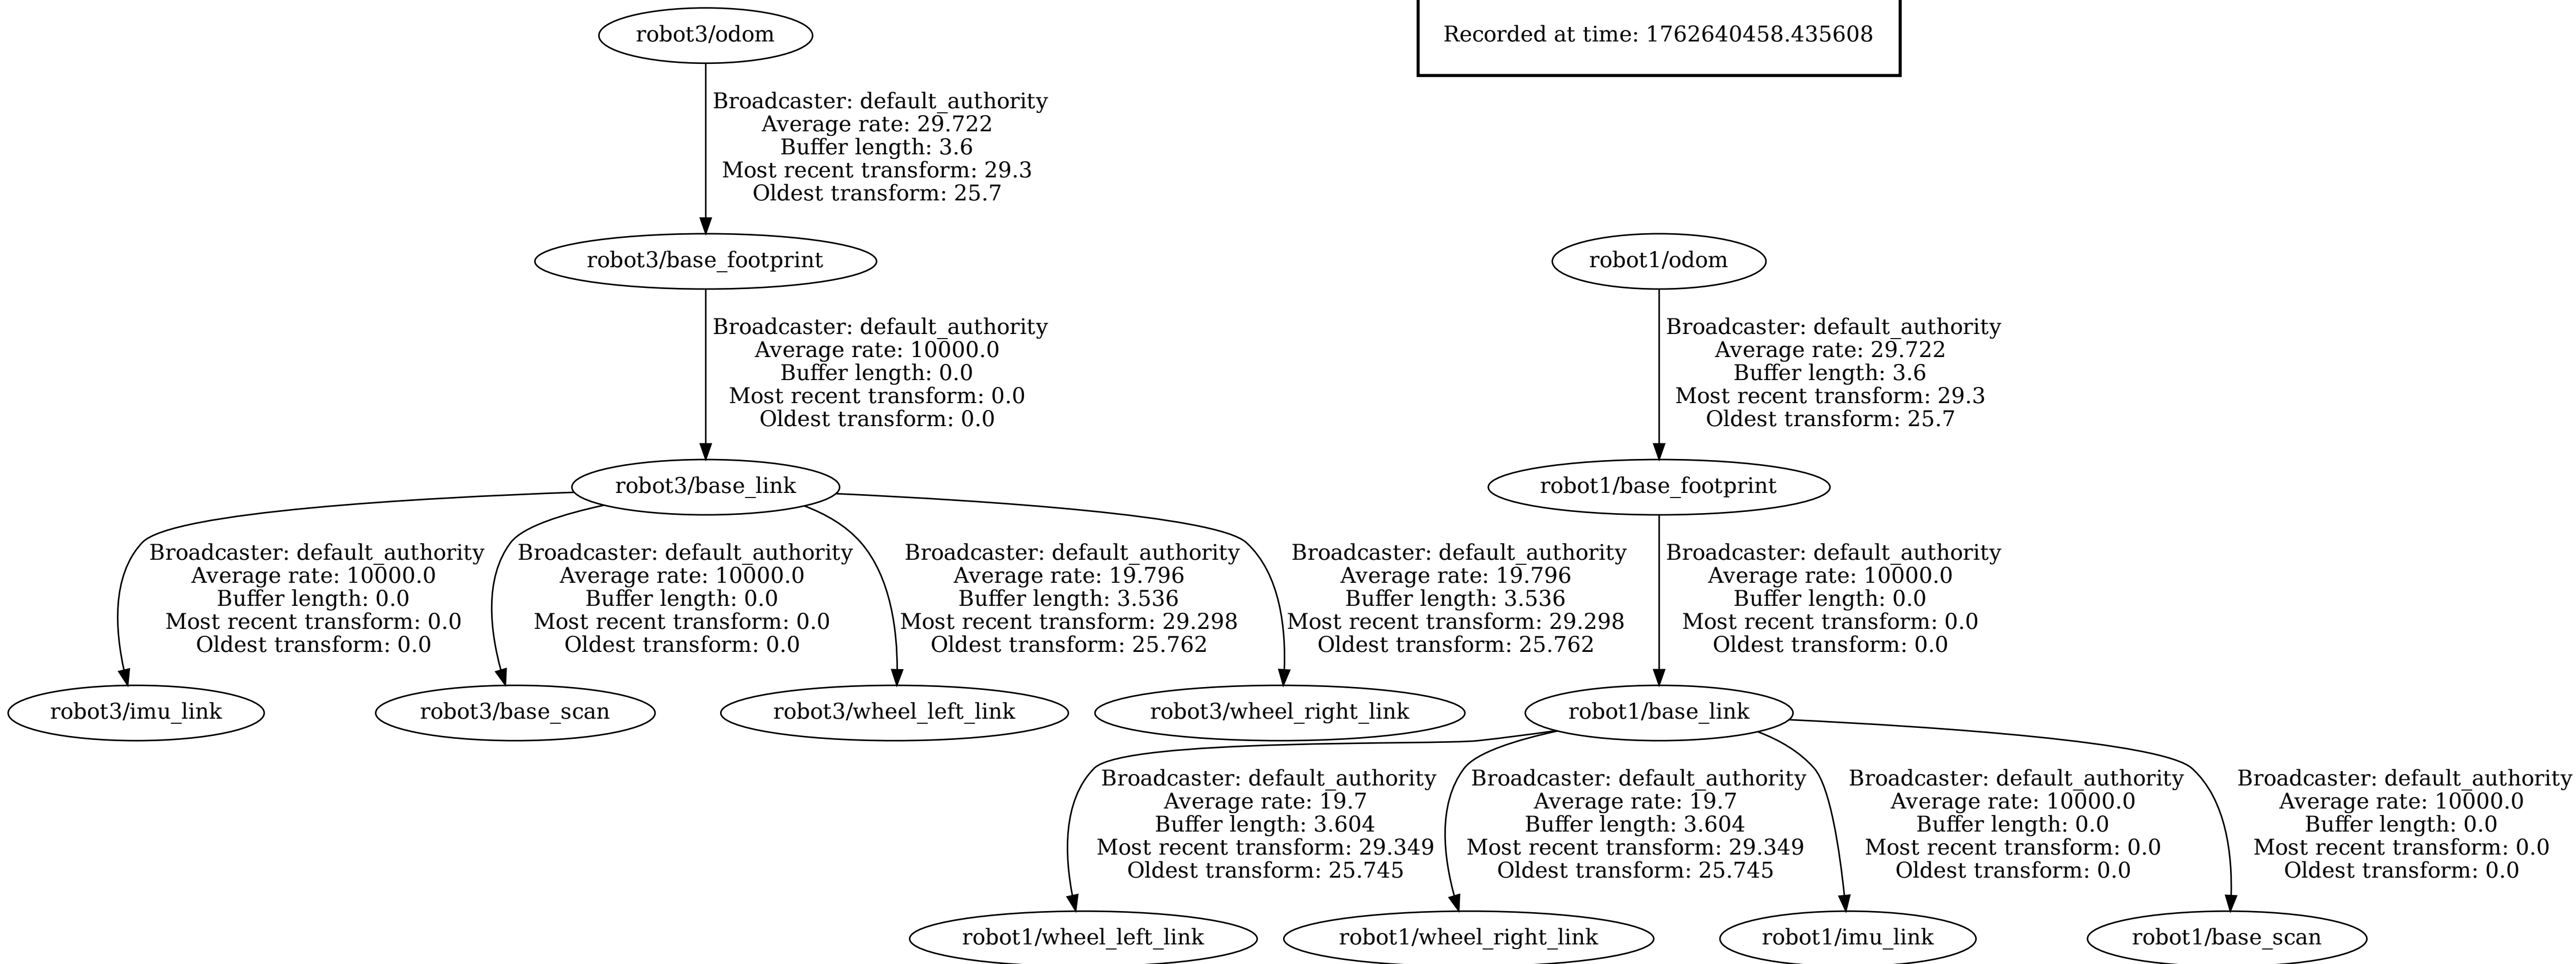 robot3/odom
Recorded at time: 1762640458.435608
Broadcaster: default_authority
Average rate: 29.722
Buffer length: 3.6
Most recent transform: 29.3
Oldest transform: 25.7
robot3/base_footprint
robot1/odom
Broadcaster: default_authority
Average rate: 10000.0
Buffer length: 0.0
Most recent transform: 0.0
Oldest transform: 0.0
Broadcaster: default_authority
Average rate: 29.722
Buffer length: 3.6
Most recent transform: 29.3
Oldest transform: 25.7
robot3/base_link
robot1/base_footprint
Broadcaster: default_authority
Average rate: 10000.0
Buffer length: 0.0
Most recent transform: 0.0
Oldest transform: 0.0
Broadcaster: default_authority
Average rate: 10000.0
Buffer length: 0.0
Most recent transform: 0.0
Oldest transform: 0.0
Broadcaster: default_authority
Average rate: 19.796
Buffer length: 3.536
Most recent transform: 29.298
Oldest transform: 25.762
Broadcaster: default_authority
Average rate: 19.796
Buffer length: 3.536
Most recent transform: 29.298
Oldest transform: 25.762
Broadcaster: default_authority
Average rate: 10000.0
Buffer length: 0.0
Most recent transform: 0.0
Oldest transform: 0.0
robot3/imu_link
robot3/base_scan
robot3/wheel_left_link
robot3/wheel_right_link
robot1/base_link
Broadcaster: default_authority
Average rate: 19.7
Buffer length: 3.604
Most recent transform: 29.349
Oldest transform: 25.745
Broadcaster: default_authority
Average rate: 19.7
Buffer length: 3.604
Most recent transform: 29.349
Oldest transform: 25.745
Broadcaster: default_authority
Average rate: 10000.0
Buffer length: 0.0
Most recent transform: 0.0
Oldest transform: 0.0
Broadcaster: default_authority
Average rate: 10000.0
Buffer length: 0.0
Most recent transform: 0.0
Oldest transform: 0.0
robot1/wheel_left_link
robot1/wheel_right_link
robot1/imu_link
robot1/base_scan